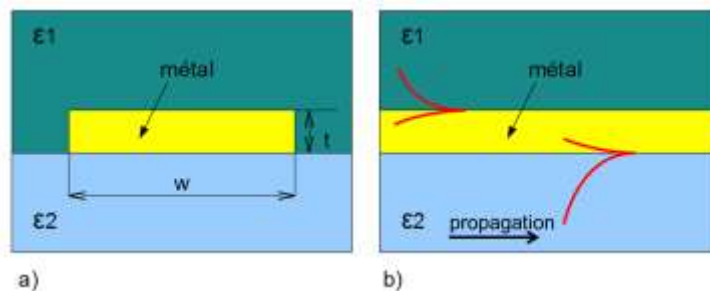 ε1
métal
t
w
ε2
a)
ε1
métal
ε2
propagation
b)